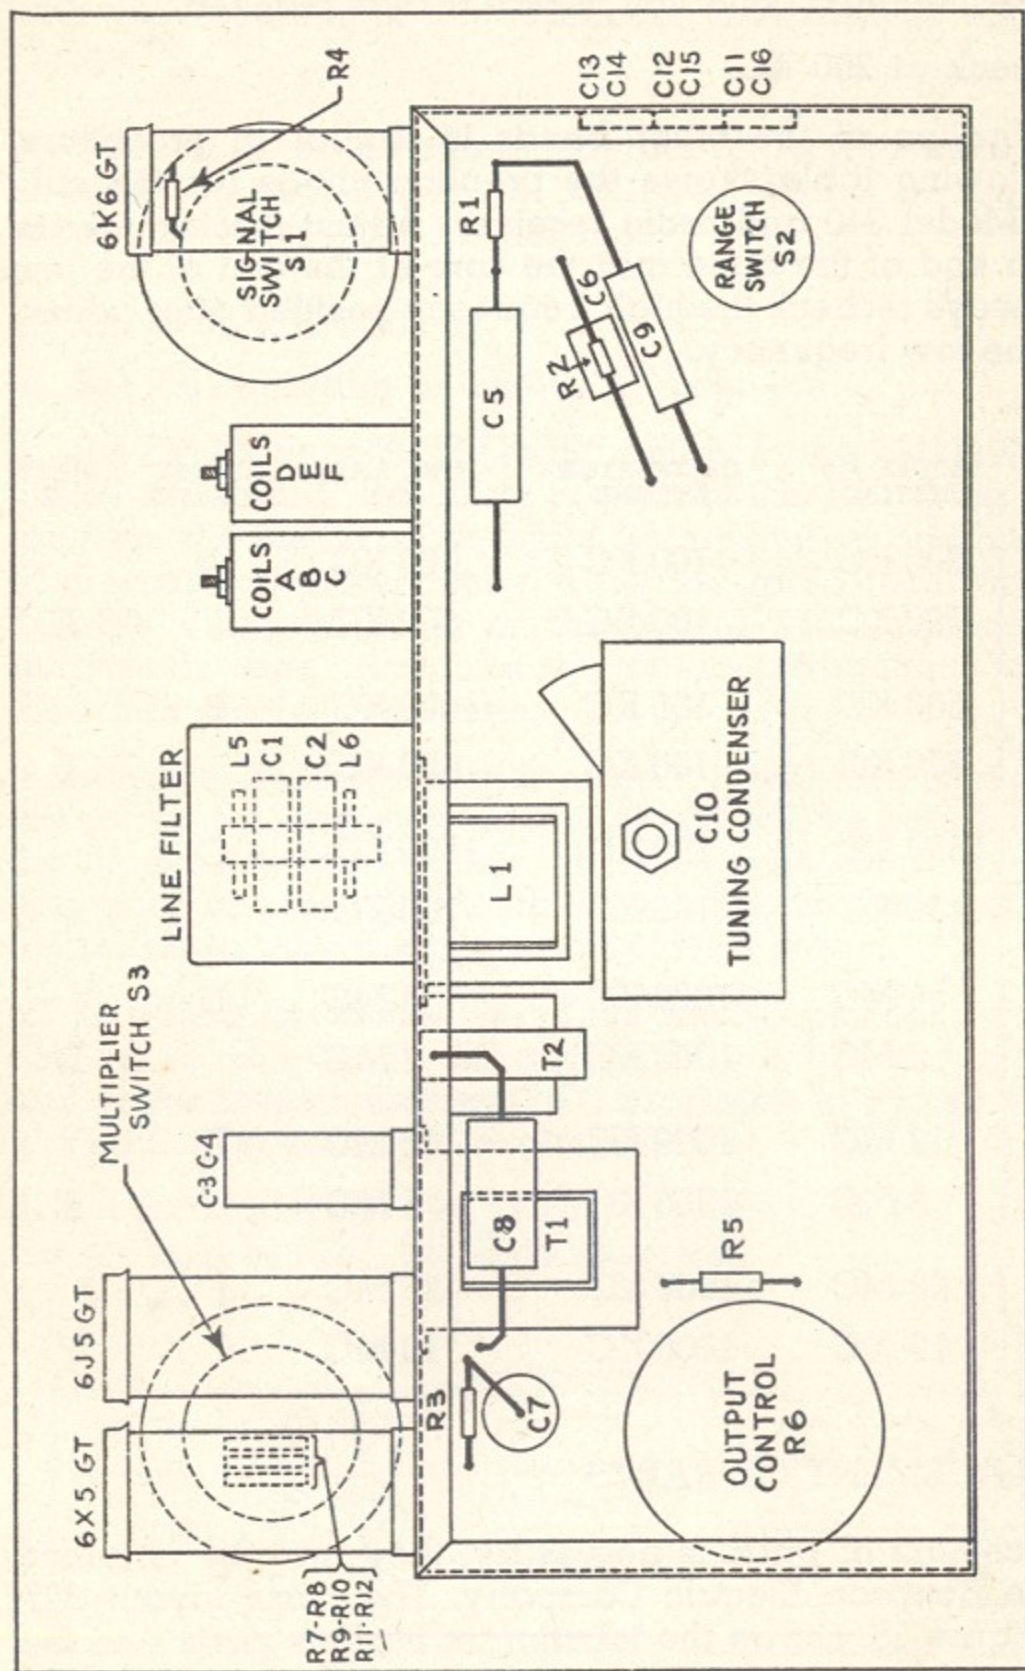 6X5 GT
6J5 GT
MULTIPLIER
SWITCH S3
R7-R8
R9-R10
R11-R12
C-3 C-4
LINE FILTER
L5
C1
C2
L6
COILS
A
B
C
COILS
D
E
F
6K6 GT
SIGNAL
SWITCH
S1
R4
R3
C7
C8
T1
T2
L1
C5
R1
R2
C6
C9
C13
C14
C12
C15
C11
C16
RANGE
SWITCH
S2
C10
TUNING CONDENSER
R5
OUTPUT
CONTROL
R6